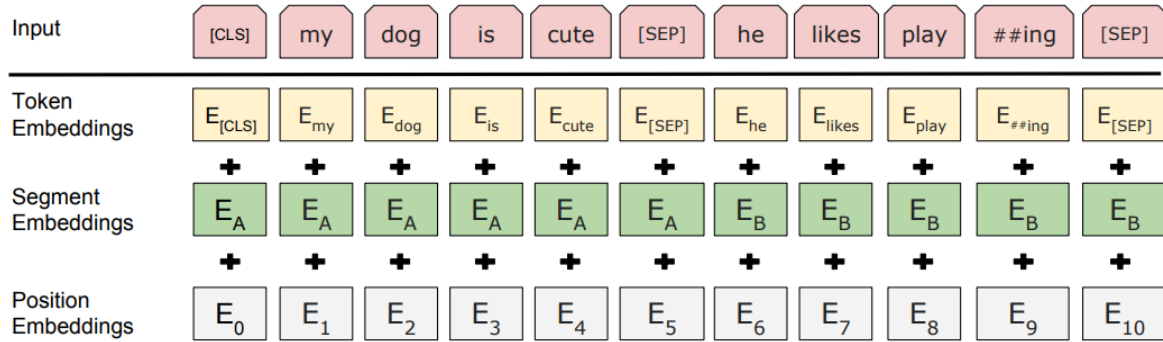 Input [CLS] my dog is cute [SEP] he likes play ##ing [SEP]
Token
Embeddings
E[CLS] Emy Edog Eis Ecute E[SEP] Ehe Elikes Eplay E##ing E[SEP]
+ + + + + + + + + + +
Segment
Embeddings
EA EA EA EA EA EA EB EB EB EB EB
+ + + + + + + + + + +
Position
Embeddings
E0 E1 E2 E3 E4 E5 E6 E7 E8 E9 E10